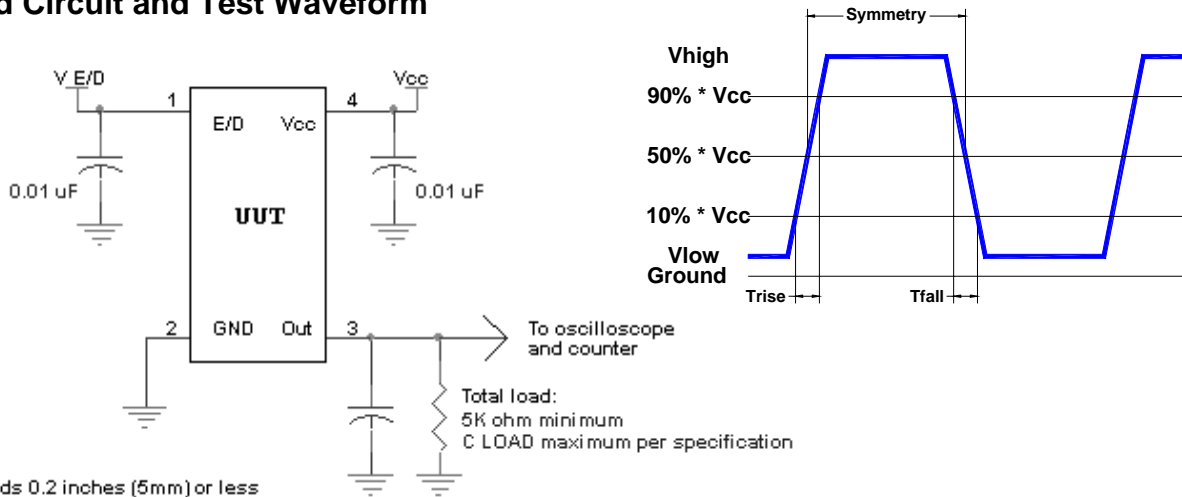 d Circuit and Test Waveform
V E/D
Vcc
1
4
E/D Vcc
0.01 uF
0.01 uF
UUT
2
GND Out
3
To oscilloscope
and counter
Total load:
5K ohm minimum
C LOAD maximum per specification
ds 0.2 inches (5mm) or less
Symmetry
Vhigh
90% * Vcc
50% * Vcc
10% * Vcc
Vlow
Ground
Trise
Tfall